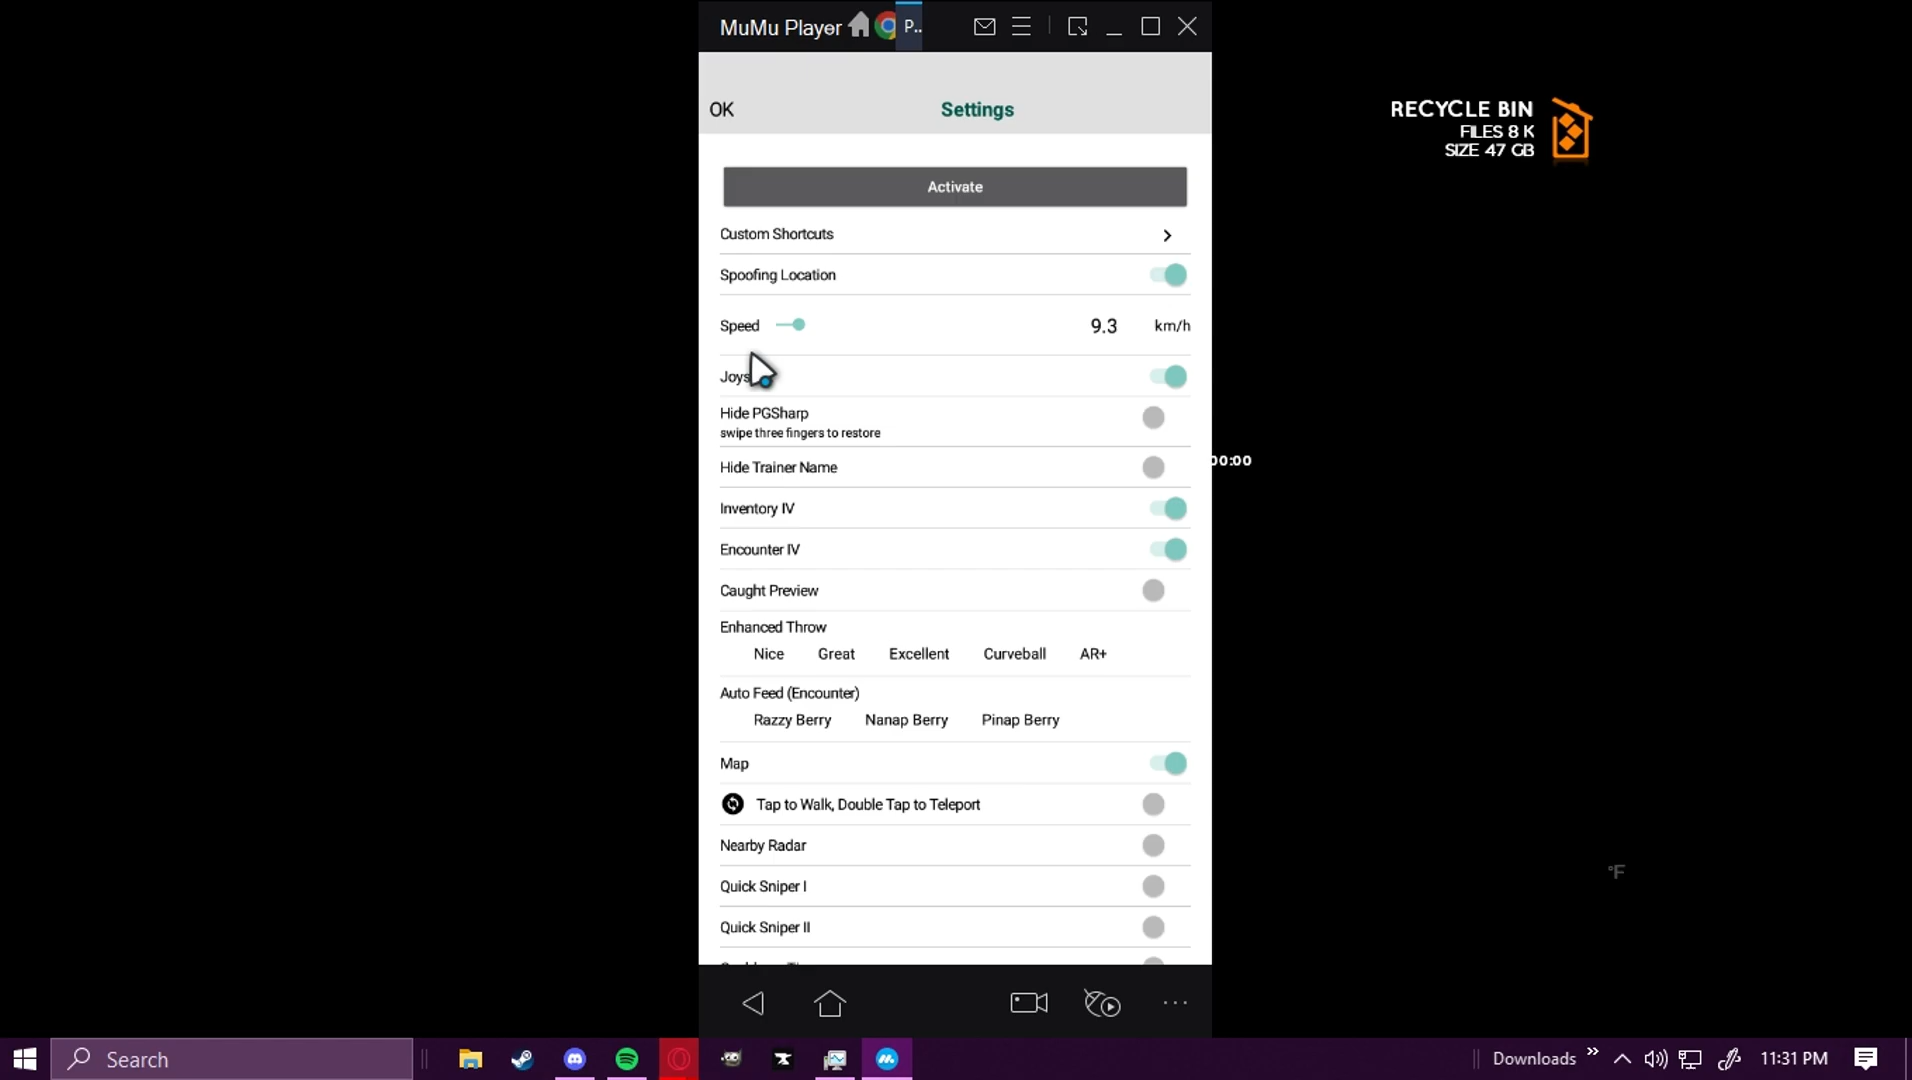 MuMu Player
P..
OK
Settings
Activate
Custom Shortcuts
Spoofing Location
Speed
9.3
km/h
Joys
Hide PGSharp
swipe three fingers to restore
Hide Trainer Name
Inventory IV
Encounter IV
Caught Preview
Enhanced Throw
Nice Great Excellent Curveball AR+
Auto Feed (Encounter)
Razzy Berry Nanap Berry Pinap Berry
Map
Tap to Walk, Double Tap to Teleport
Nearby Radar
Quick Sniper I
Quick Sniper II
RECYCLE BIN
FILES 8 K
SIZE 47 GB
00:00
°F
Search
Downloads
11:31 PM